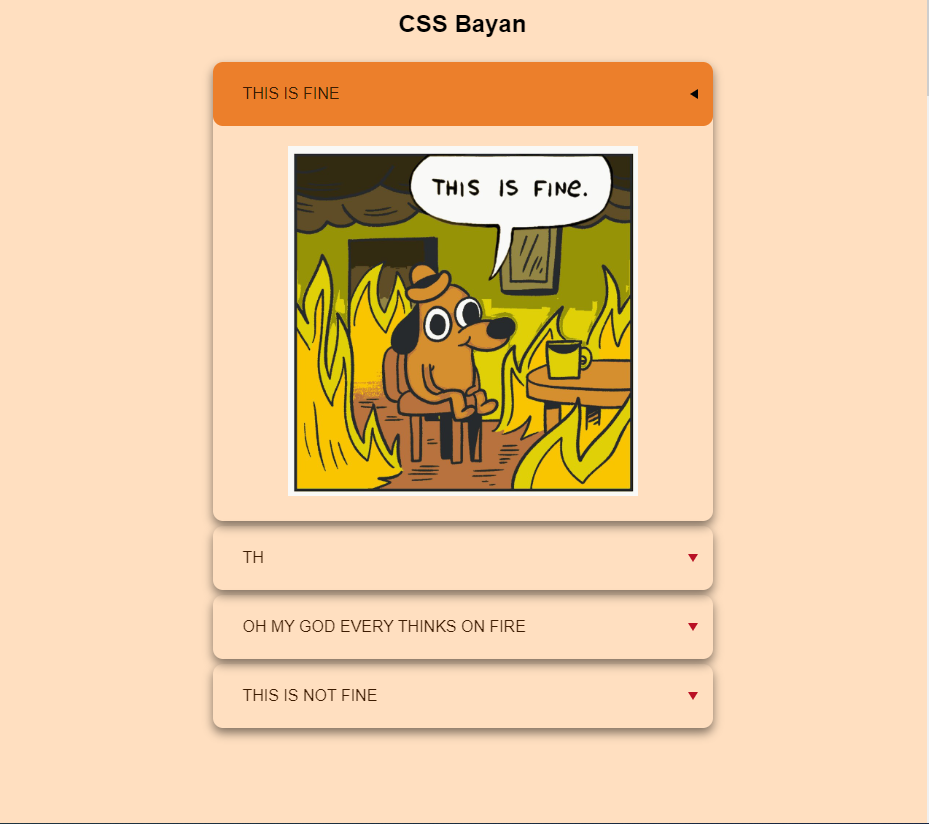 CSS Bayan
THIS IS FINE
THIS IS FINE.
TH
OH MY GOD EVERY THINKS ON FIRE
THIS IS NOT FINE